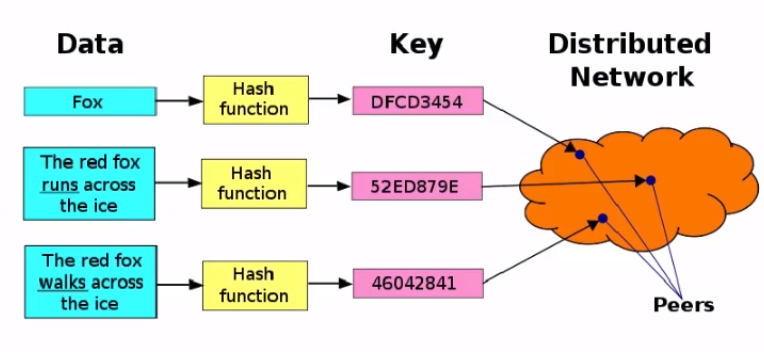 Data
Key
Distributed
Network
Fox
Hash
function
DFCD3454
The red fox
runs across
the ice
Hash
function
52ED879E
The red fox
walks across
the ice
Hash
function
46042841
Peers